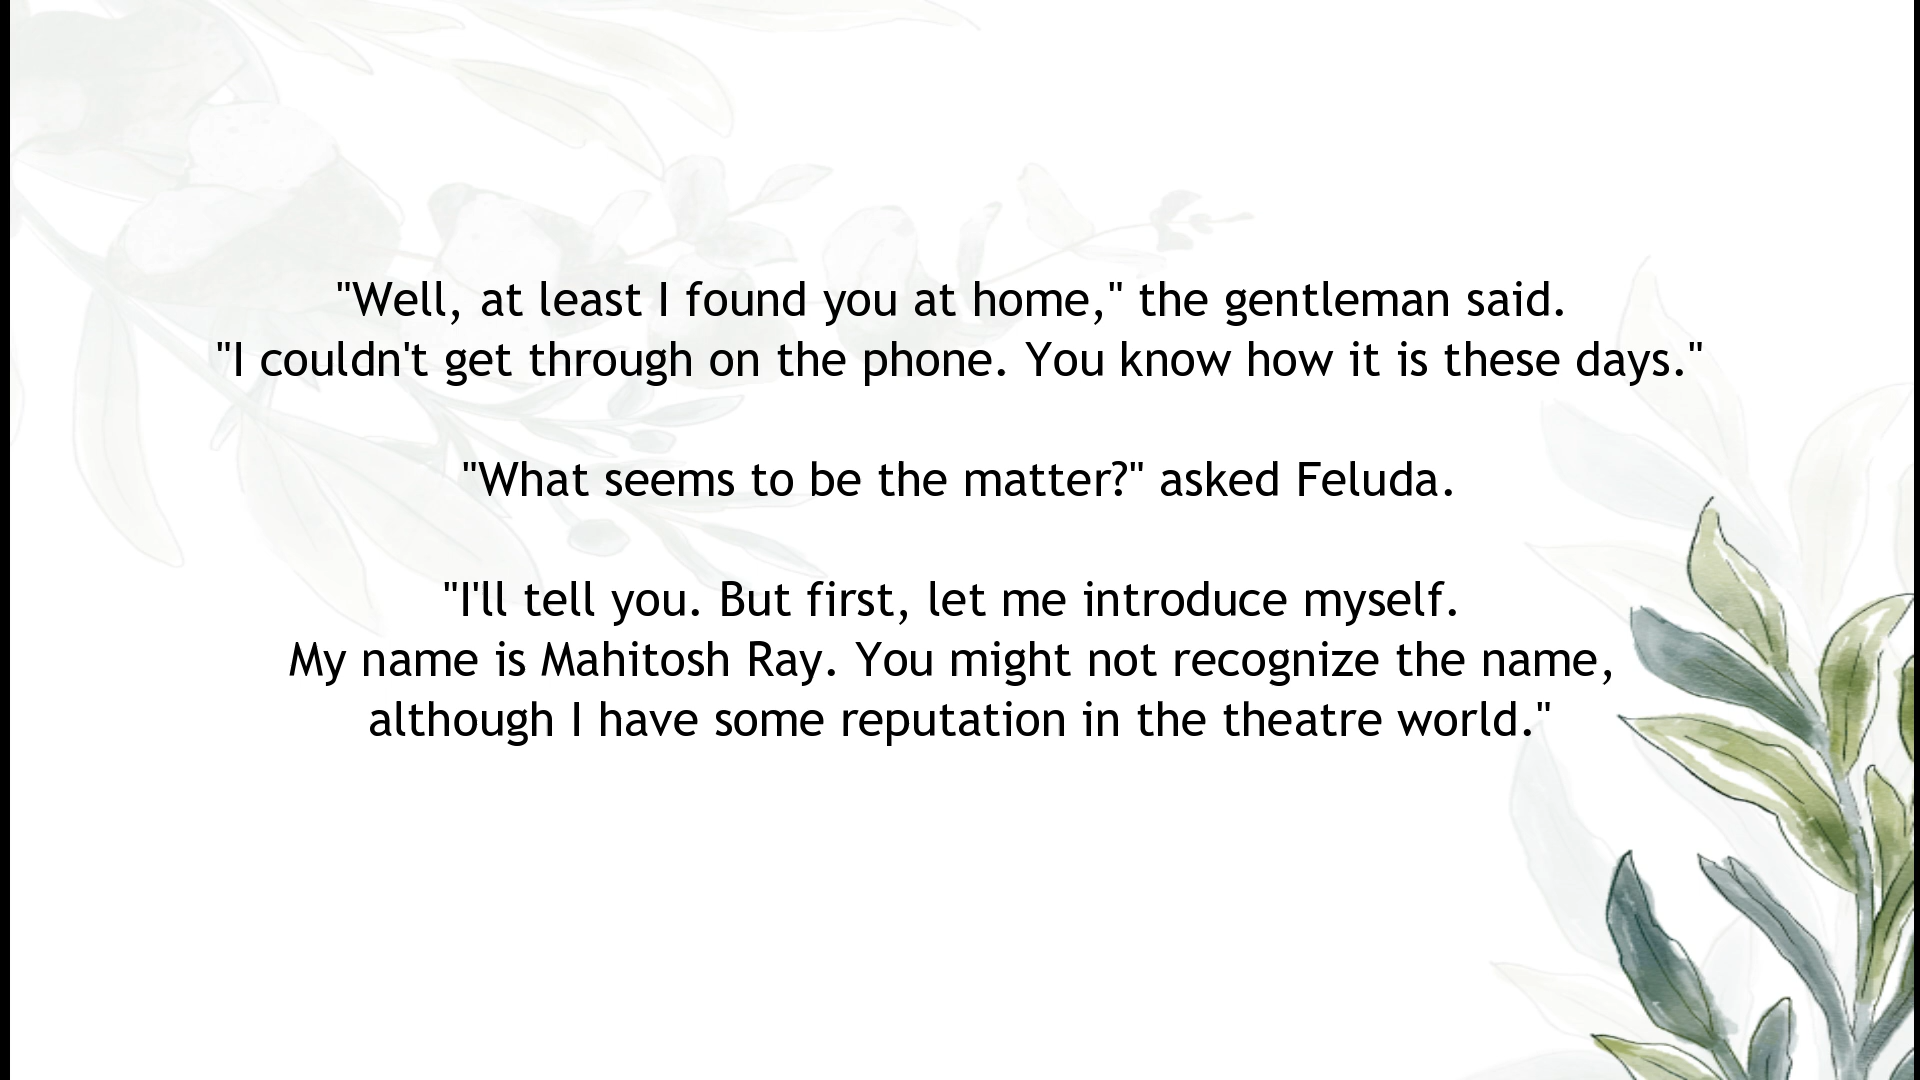 "Well, at least I found you at home," the gentleman said.
"I couldn't get through on the phone. You know how it is these days."
"What seems to be the matter?" asked Feluda.
"I'll tell you. But first, let me introduce myself.
My name is Mahitosh Ray. You might not recognize the name,
although I have some reputation in the theatre world."